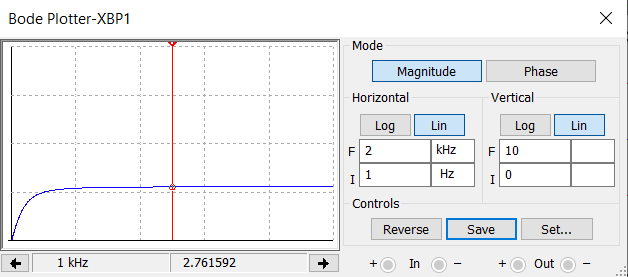 Bode Plotter-XBP1
Mode
Magnitude Phase
Horizontal Vertical
Log Lin Log Lin
F 2 kHz F 10
I 1 Hz I 0
Controls
Reverse Save Set...
1 kHz 2.761592
+ In − + Out −